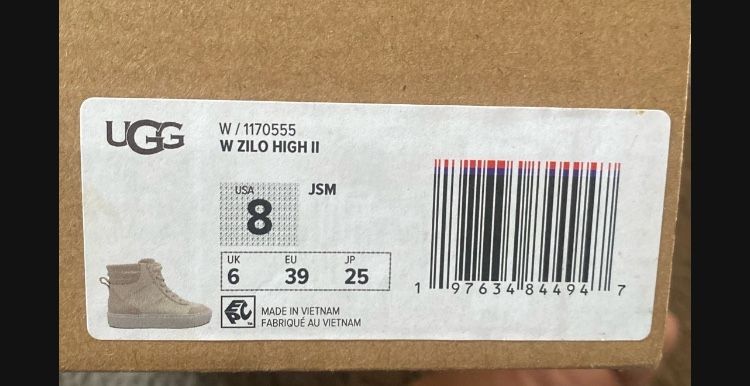 UGG
W / 1170555
W ZILO HIGH II
USA
8
JSM
UK EU JP
6 39 25
EPC
MADE IN VIETNAM
FABRIQUÉ AU VIETNAM
1 97634 84494 7